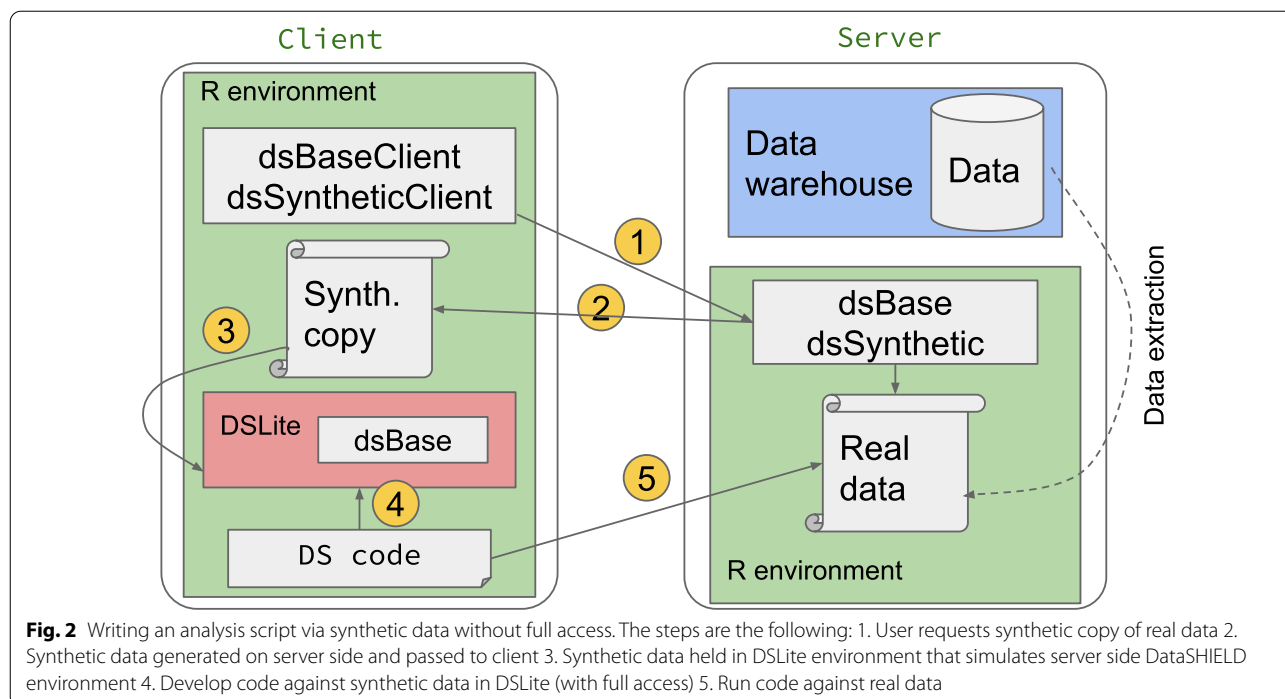 Client
Server
R environment
dsBaseClient
dsSyntheticClient
Data
warehouse
Data
1
2
Synth.
copy
3
dsBase
dsSynthetic
Data extraction
DSLite
dsBase
Real
data
5
4
DS code
R environment
Fig. 2 Writing an analysis script via synthetic data without full access. The steps are the following: 1. User requests synthetic copy of real data 2.
Synthetic data generated on server side and passed to client 3. Synthetic data held in DSLite environment that simulates server side DataSHIELD
environment 4. Develop code against synthetic data in DSLite (with full access) 5. Run code against real data